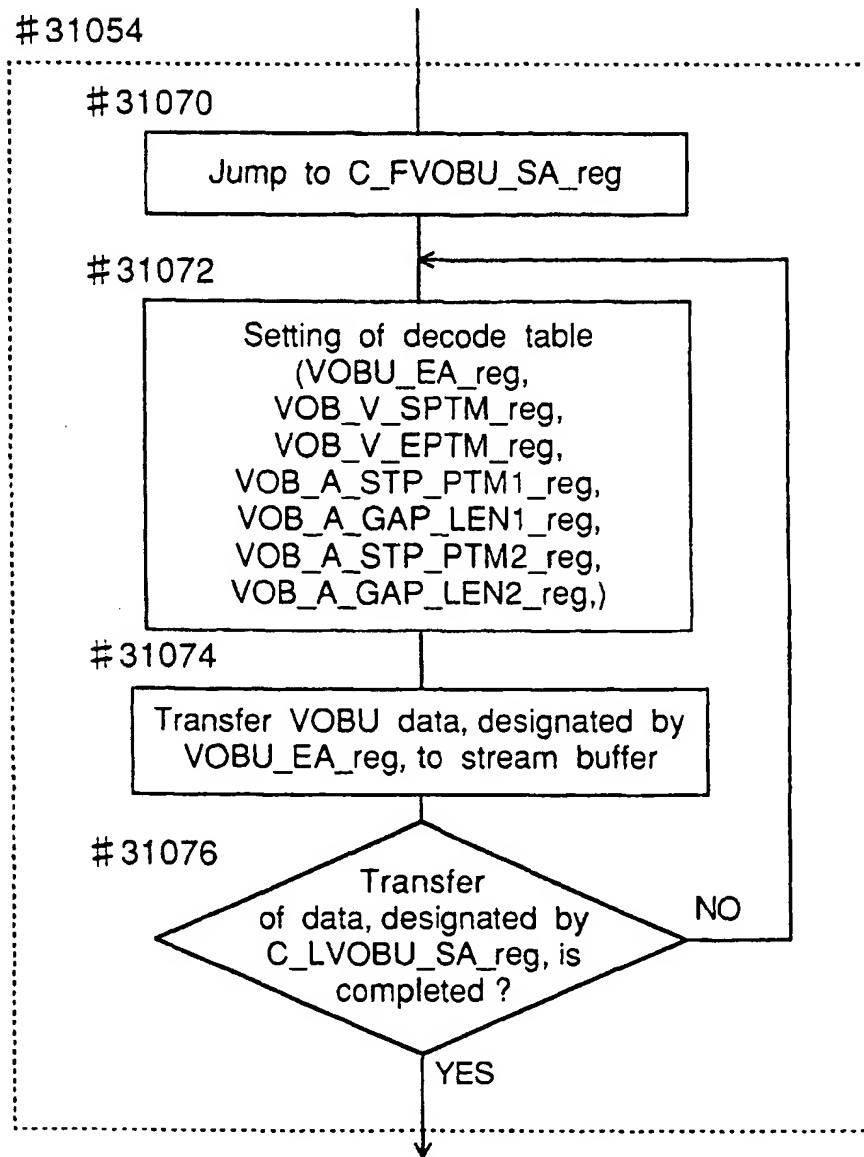 #31054
#31070
Jump to C_FVOBU_SA_reg
#31072
Setting of decode table
(VOBU_EA_reg,
VOB_V_SPTM_reg,
VOB_V_EPTM_reg,
VOB_A_STP_PTM1_reg,
VOB_A_GAP_LEN1_reg,
VOB_A_STP_PTM2_reg,
VOB_A_GAP_LEN2_reg,)
#31074
Transfer VOBU data, designated by
VOBU_EA_reg, to stream buffer
#31076
Transfer
of data, designated by
C_LVOBU_SA_reg, is
completed ?
NO
YES